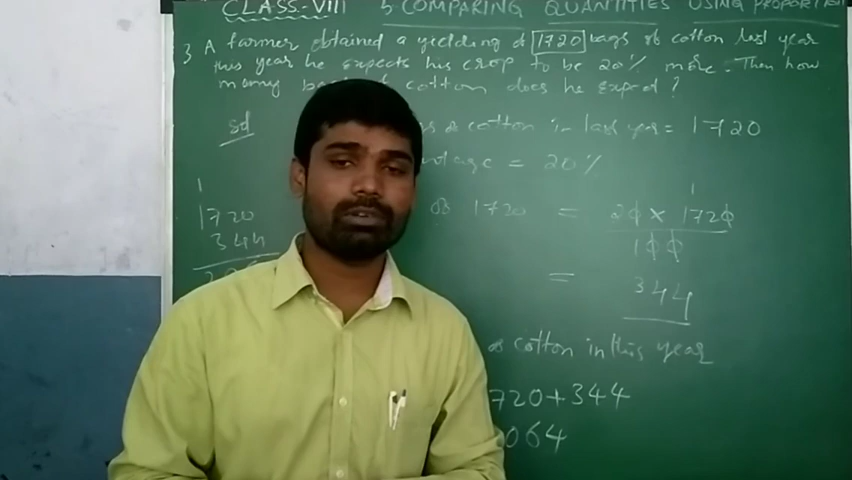 CLASS-VIII 5 COMPARING QUANTITIES USING PROPORTION
3 A farmer obtained a yielding of 1720 bags of cotton last year
this year he expects his crop to be 20% more. Then how
many of cotton does he expect?
Sol of cotton in last year = 1720
= 20%
of 1720 = 20 × 1720
100
= 344
1
1720
344
of cotton in this year
720+344
064